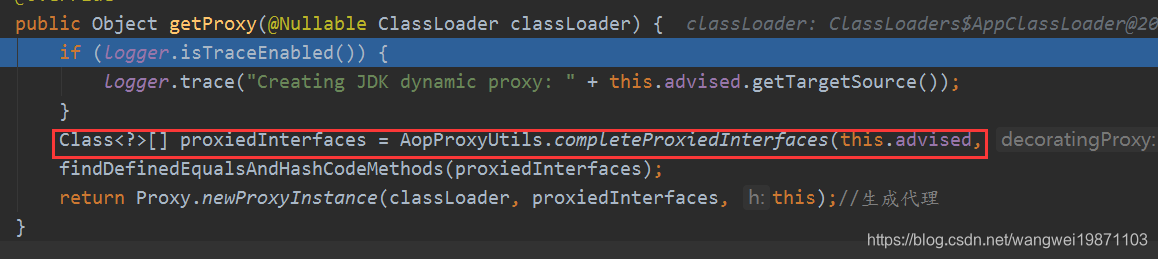 public Object getProxy(@Nullable ClassLoader classLoader) { classLoader: ClassLoaders$AppClassLoader@20
if (logger.isTraceEnabled()) {
logger.trace("Creating JDK dynamic proxy: " + this.advised.getTargetSource());
}
Class<?>[] proxiedInterfaces = AopProxyUtils.completeProxiedInterfaces(this.advised, decoratingProxy:
findDefinedEqualsAndHashCodeMethods(proxiedInterfaces);
return Proxy.newProxyInstance(classLoader, proxiedInterfaces, h: this);//生成代理
}
https://blog.csdn.net/wangwei19871103